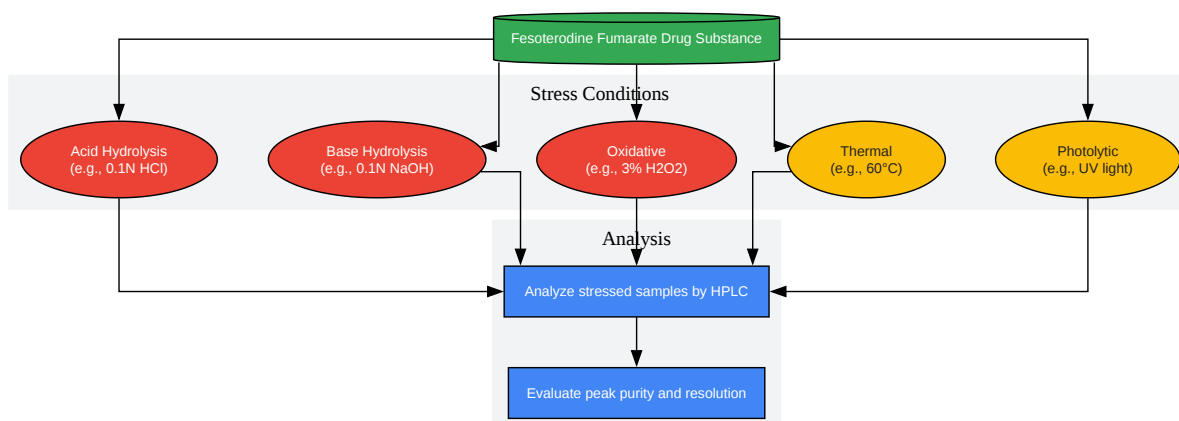 Fesoterodine Fumarate Drug Substance
Stress Conditions
Acid Hydrolysis
(e.g., 0.1N HCl)
Base Hydrolysis
(e.g., 0.1N NaOH)
Oxidative
(e.g., 3% H2O2)
Thermal
(e.g., 60°C)
Photolytic
(e.g., UV light)
Analysis
Analyze stressed samples by HPLC
Evaluate peak purity and resolution